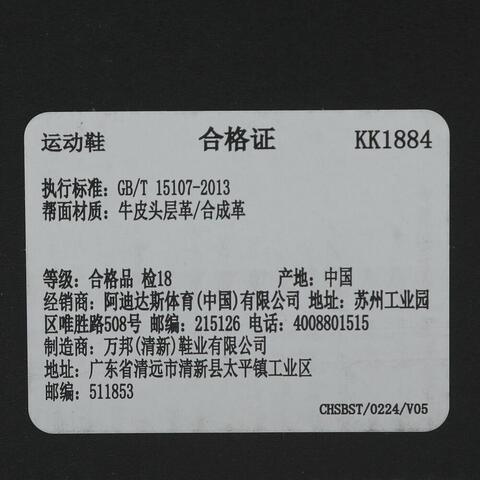 运动鞋 合格证 KK1884
执行标准: GB/T 15107-2013
帮面材质: 牛皮头层革/合成革
等级: 合格品 检18 产地: 中国
经销商: 阿迪达斯体育(中国)有限公司 地址: 苏州工业园
区唯胜路508号 邮编: 215126 电话: 4008801515
制造商: 万邦(清新)鞋业有限公司
地址: 广东省清远市清新县太平镇工业区
邮编: 511853
CHSBST/0224/V05